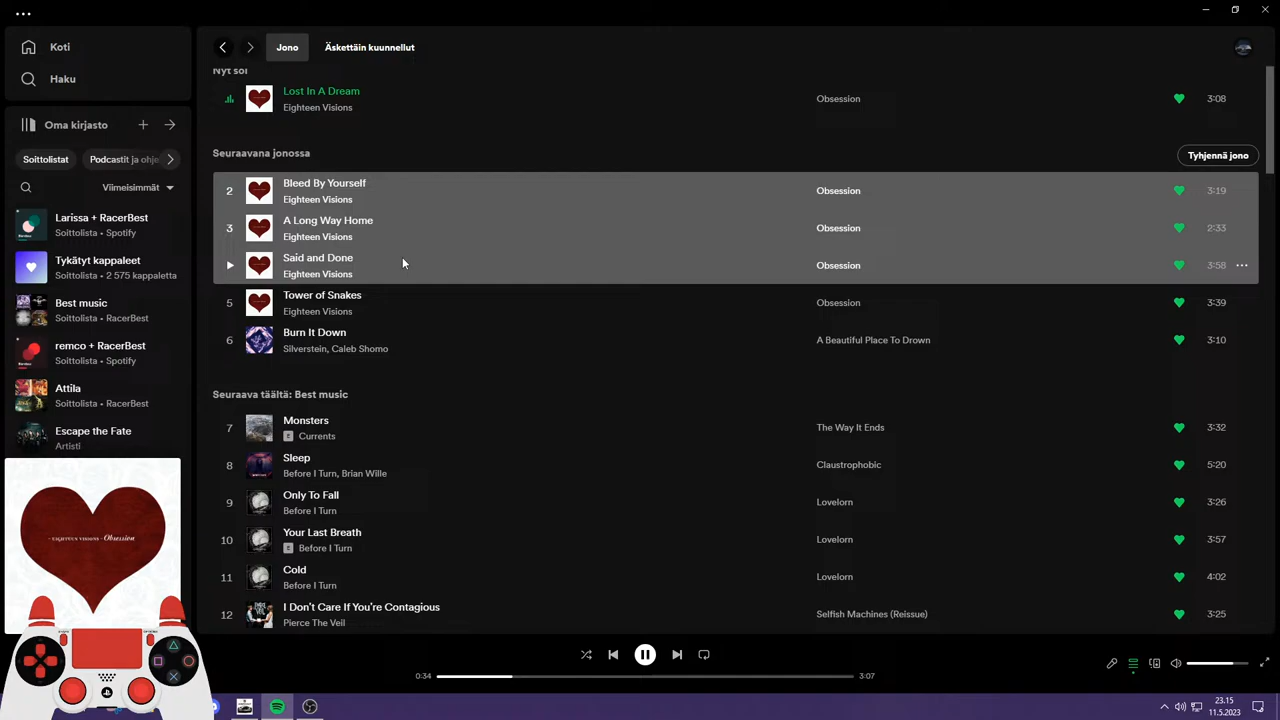 Koti
Haku
Oma kirjasto
Soittolistat
Podcastit ja ohje
Viimeisimmät
Larissa + RacerBest
Soittolista • Spotify
Tykätyt kappaleet
Soittolista • 2 575 kappaletta
Best music
Soittolista • RacerBest
remco + RacerBest
Soittolista • Spotify
Attila
Soittolista • RacerBest
Escape the Fate
Artisti
- EIGHTEEN VISIONS - Obsession
Jono
Äskettäin kuunnellut
Nyt soi
Lost In A Dream
Eighteen Visions
Obsession
3:08
Seuraavana jonossa
Tyhjennä jono
2
Bleed By Yourself
Eighteen Visions
Obsession
3:19
3
A Long Way Home
Eighteen Visions
Obsession
2:33
Said and Done
Eighteen Visions
Obsession
3:58
5
Tower of Snakes
Eighteen Visions
Obsession
3:39
6
Burn It Down
Silverstein, Caleb Shomo
A Beautiful Place To Drown
3:10
Seuraava täältä: Best music
7
Monsters
E Currents
The Way It Ends
3:32
8
Sleep
Before I Turn, Brian Wille
Claustrophobic
5:20
9
Only To Fall
Before I Turn
Lovelorn
3:26
10
Your Last Breath
E Before I Turn
Lovelorn
3:57
11
Cold
Before I Turn
Lovelorn
4:02
12
I Don't Care If You're Contagious
Pierce The Veil
Selfish Machines (Reissue)
3:25
0:34
3:07
23.15
11.5.2023